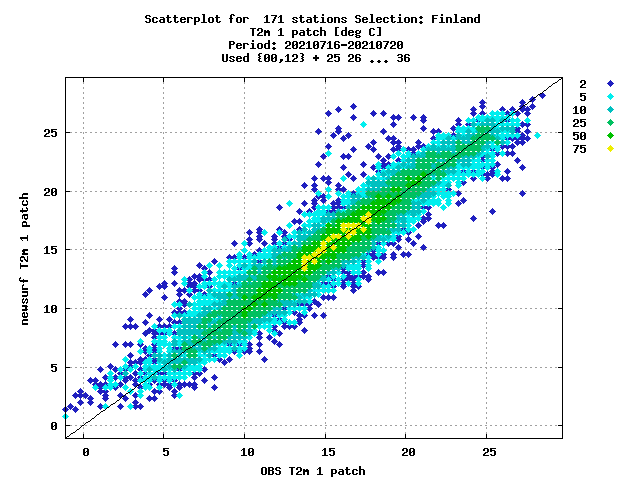 Scatterplot for  171 stations Selection: Finland
T2m 1 patch [deg C]
Period: 20210716-20210720
Used {00,12} + 25 26 ... 36
2
5
10
25
50
75
25
20
15
10
5
0
newsurf T2m 1 patch
0 5 10 15 20 25
OBS T2m 1 patch